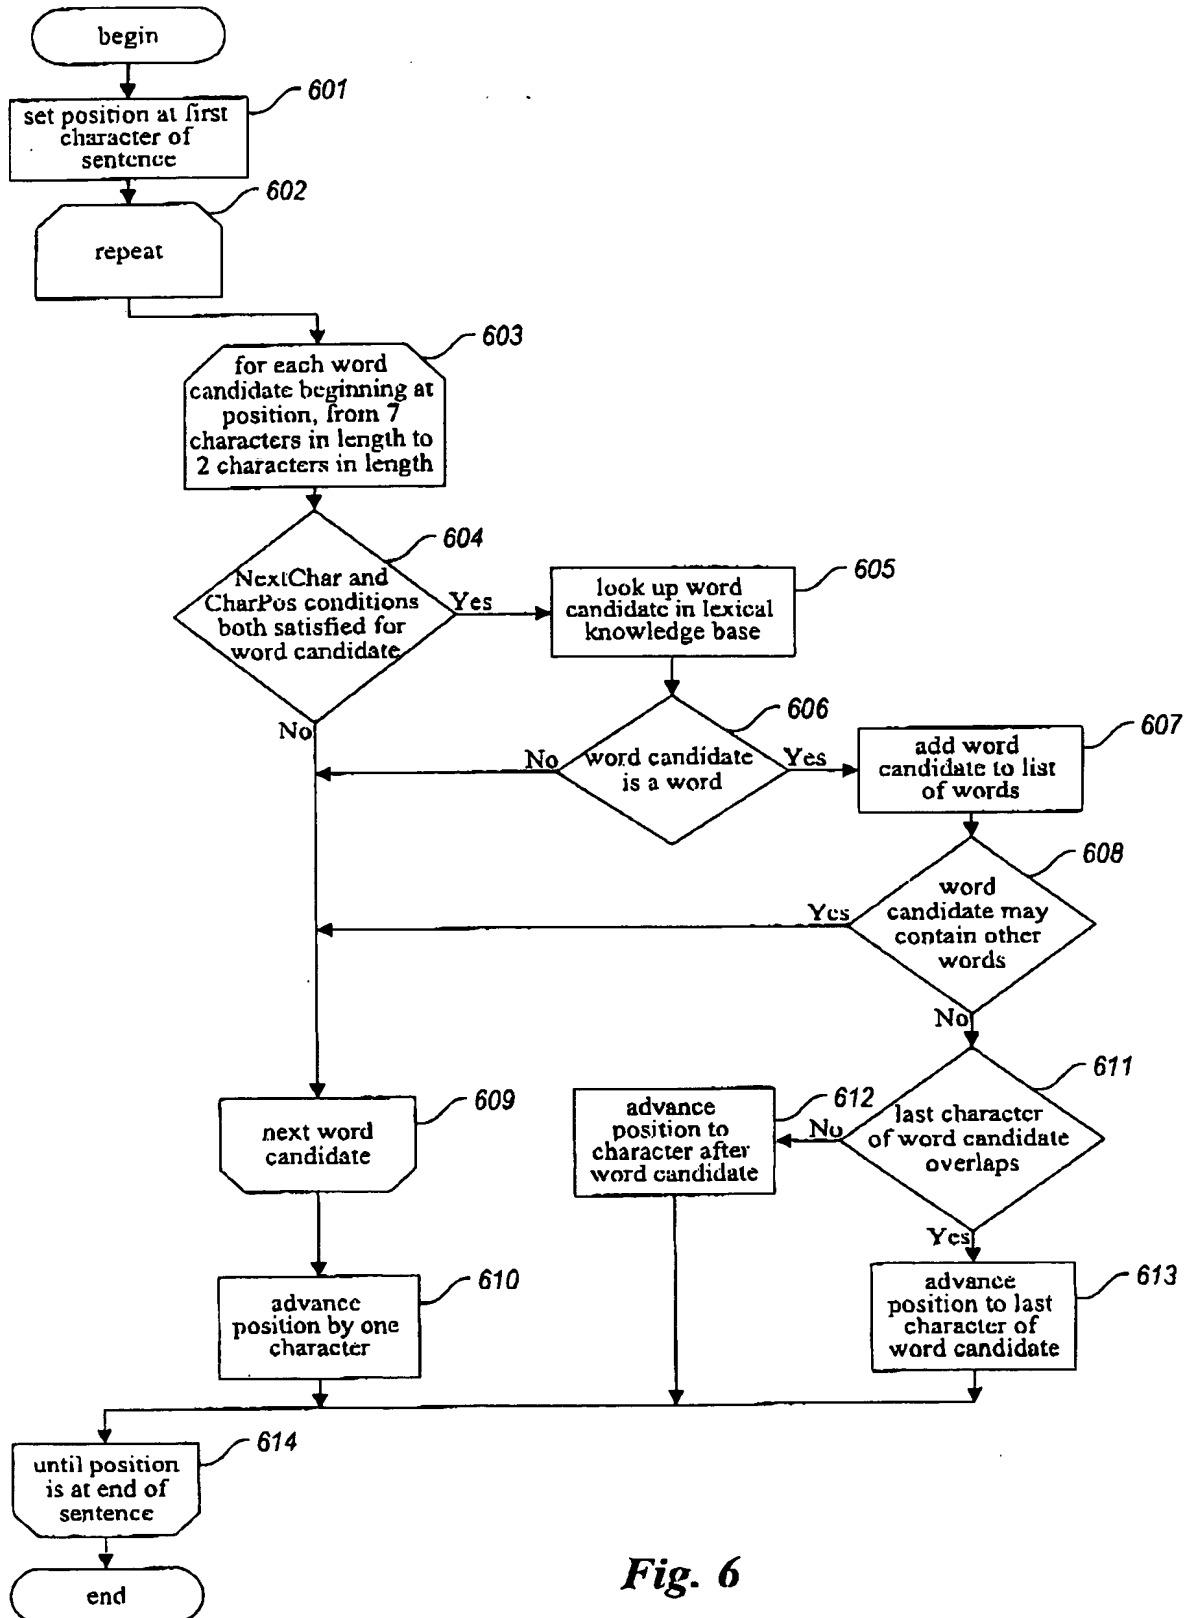 begin
601
set position at first
character of
sentence
602
repeat
603
for each word
candidate beginning at
position, from 7
characters in length to
2 characters in length
604
NextChar and
CharPos conditions
both satisfied for
word candidate
Yes
No
605
look up word
candidate in lexical
knowledge base
606
word candidate
is a word
No
Yes
607
add word
candidate to list
of words
608
word
candidate may
contain other
words
Yes
No
609
next word
candidate
611
last character
of word candidate
overlaps
No
Yes
612
advance
position to
character after
word candidate
610
advance
position by one
character
613
advance
position to last
character of
word candidate
614
until position
is at end of
sentence
end
Fig. 6